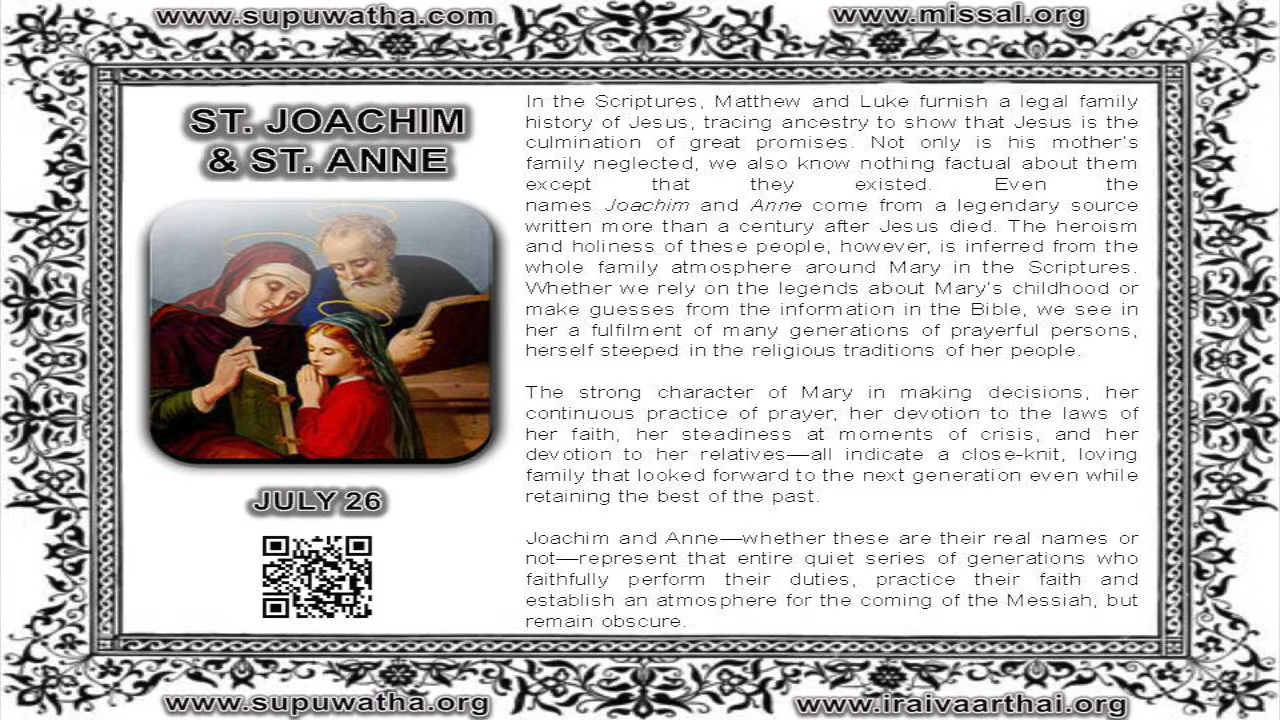 www.supuwatha.com
www.missal.org
ST. JOACHIM
& ST. ANNE
JULY 26
In the Scriptures, Matthew and Luke furnish a legal family
history of Jesus, tracing ancestry to show that Jesus is the
culmination of great promises. Not only is his mother's
family neglected, we also know nothing factual about them
except that they existed. Even the
names Joachim and Anne come from a legendary source
written more than a century after Jesus died. The heroism
and holiness of these people, however, is inferred from the
whole family atmosphere around Mary in the Scriptures.
Whether we rely on the legends about Mary's childhood or
make guesses from the information in the Bible, we see in
her a fulfilment of many generations of prayerful persons,
herself steeped in the religious traditions of her people.
The strong character of Mary in making decisions, her
continuous practice of prayer, her devotion to the laws of
her faith, her steadiness at moments of crisis, and her
devotion to her relatives—all indicate a close-knit, loving
family that looked forward to the next generation even while
retaining the best of the past.
Joachim and Anne—whether these are their real names or
not—represent that entire quiet series of generations who
faithfully perform their duties, practice their faith and
establish an atmosphere for the coming of the Messiah, but
remain obscure.
www.supuwatha.org
www.iraivaarthai.org